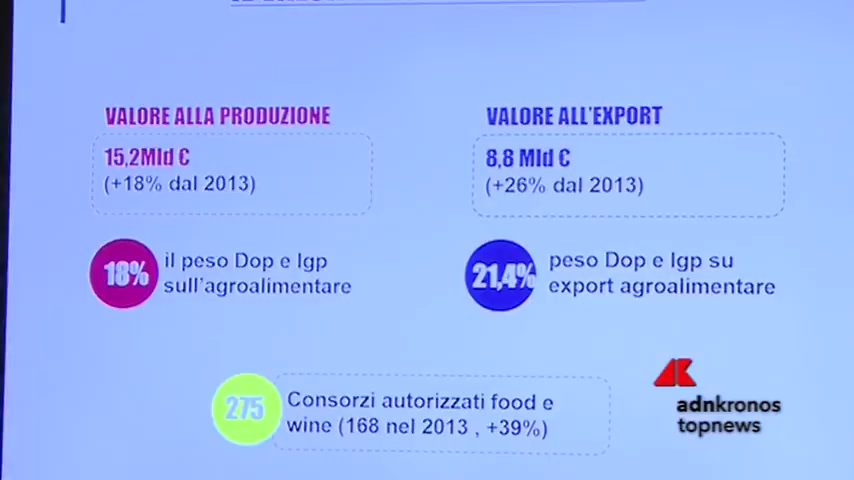 VALORE ALLA PRODUZIONE
15,2Mld €
(+18% dal 2013)
18%
il peso Dop e Igp
sull'agroalimentare
VALORE ALL'EXPORT
8,8 Mld €
(+26% dal 2013)
21,4%
peso Dop e Igp su
export agroalimentare
275
Consorzi autorizzati food e
wine (168 nel 2013 , +39%)
adnkronos
topnews